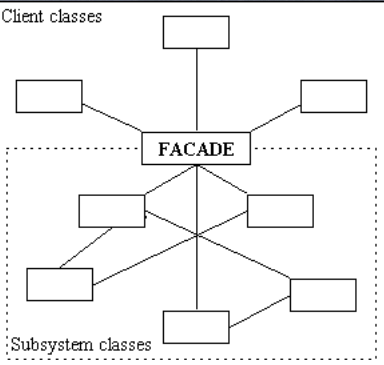 Client classes
FACADE
Subsystem classes